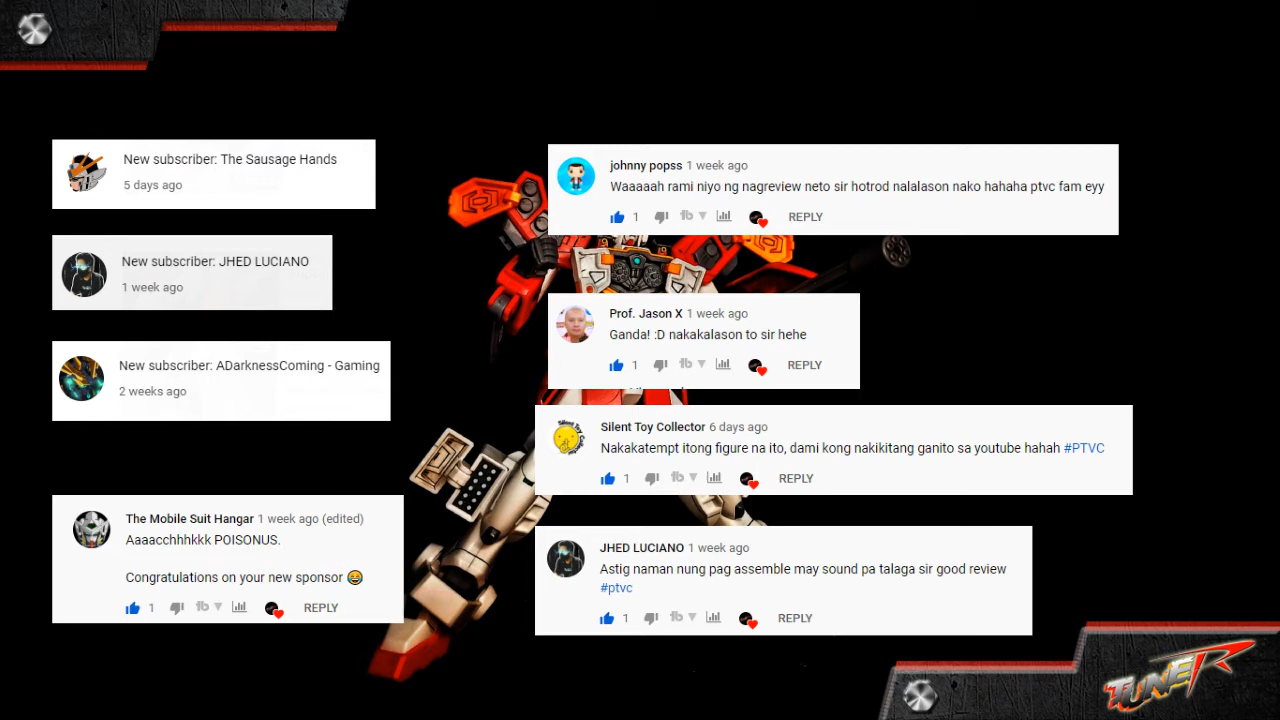 New subscriber: The Sausage Hands
5 days ago
New subscriber: JHED LUCIANO
1 week ago
New subscriber: ADarknessComing - Gaming
2 weeks ago
The Mobile Suit Hangar 1 week ago (edited)
Aaaacchhhkkk POISONUS.
Congratulations on your new sponsor 😂
1 REPLY
johnny popss 1 week ago
Waaaaah rami niyo ng nagreview neto sir hotrod nalalason nako hahaha ptvc fam eyy
1 REPLY
Prof. Jason X 1 week ago
Ganda! :D nakakalason to sir hehe
1 REPLY
Silent Toy Collector 6 days ago
Nakakatempt itong figure na ito, dami kong nakikitang ganito sa youtube hahah #PTVC
1 REPLY
JHED LUCIANO 1 week ago
Astig naman nung pag assemble may sound pa talaga sir good review
#ptvc
1 REPLY
TUNER